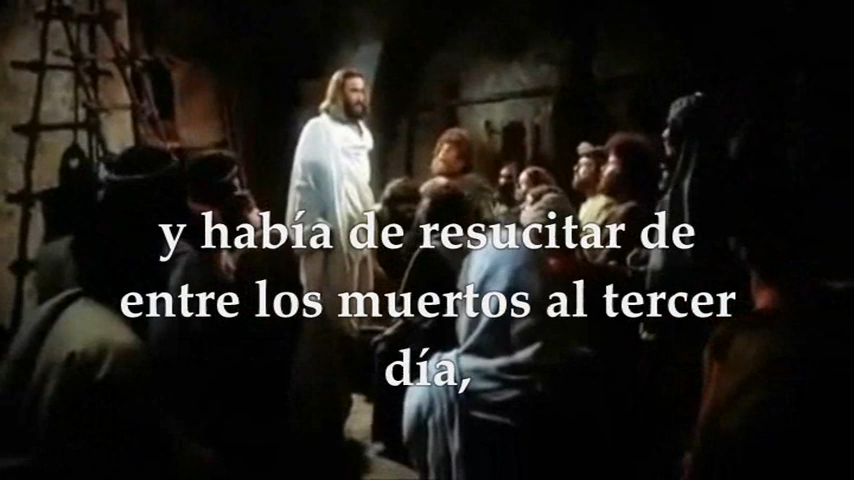 y había de resucitar de
entre los muertos al tercer
día,